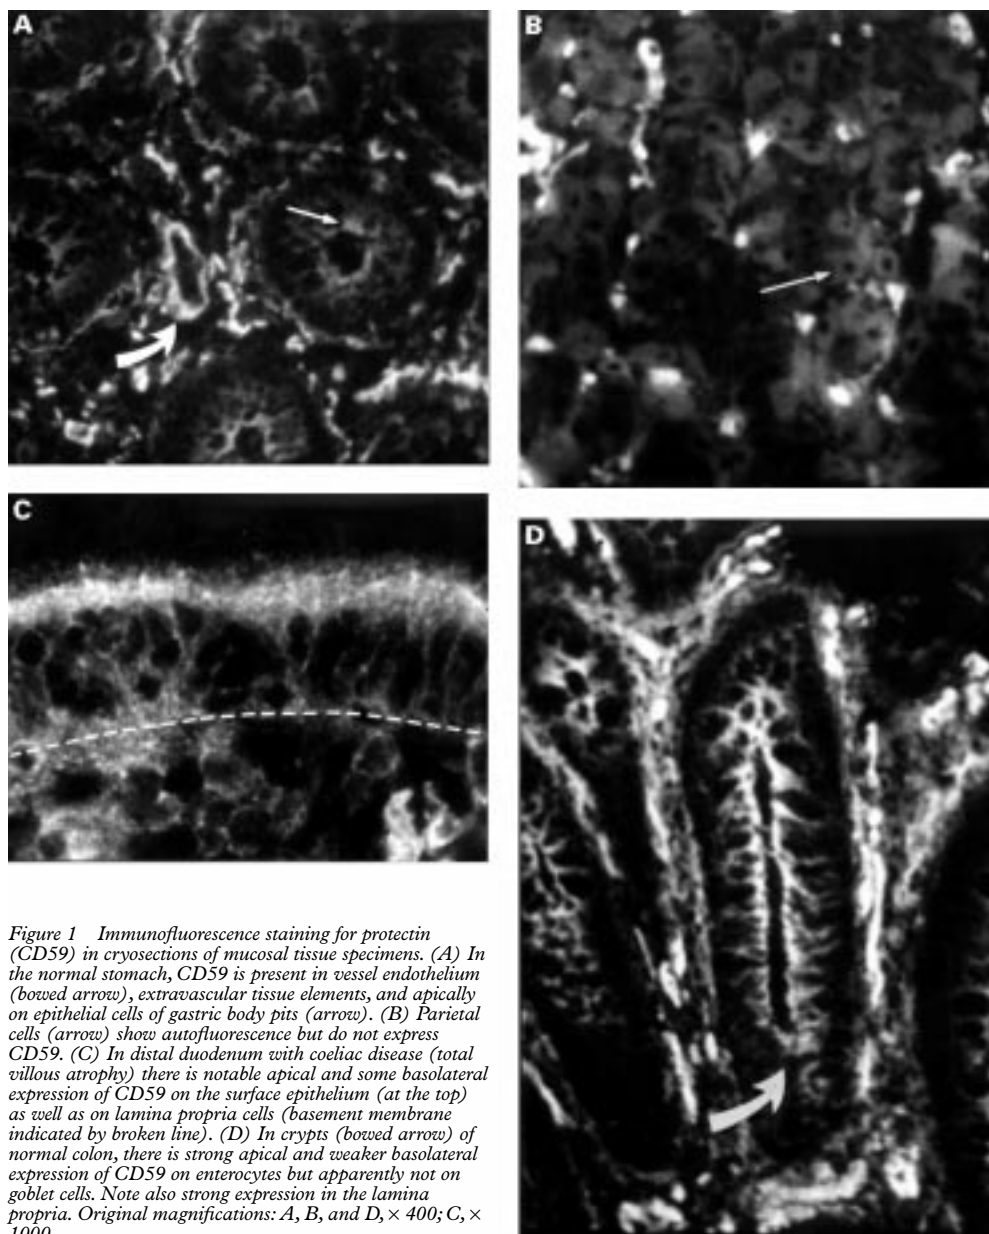 A
B
C
D
Figure 1 Immunofluorescence staining for protectin
(CD59) in cryosections of mucosal tissue specimens. (A) In
the normal stomach, CD59 is present in vessel endothelium
(bowed arrow), extravascular tissue elements, and apically
on epithelial cells of gastric body pits (arrow). (B) Parietal
cells (arrow) show autofluorescence but do not express
CD59. (C) In distal duodenum with coeliac disease (total
villous atrophy) there is notable apical and some basolateral
expression of CD59 on the surface epithelium (at the top)
as well as on lamina propria cells (basement membrane
indicated by broken line). (D) In crypts (bowed arrow) of
normal colon, there is strong apical and weaker basolateral
expression of CD59 on enterocytes but apparently not on
goblet cells. Note also strong expression in the lamina
propria. Original magnifications: A, B, and D, × 400; C, ×